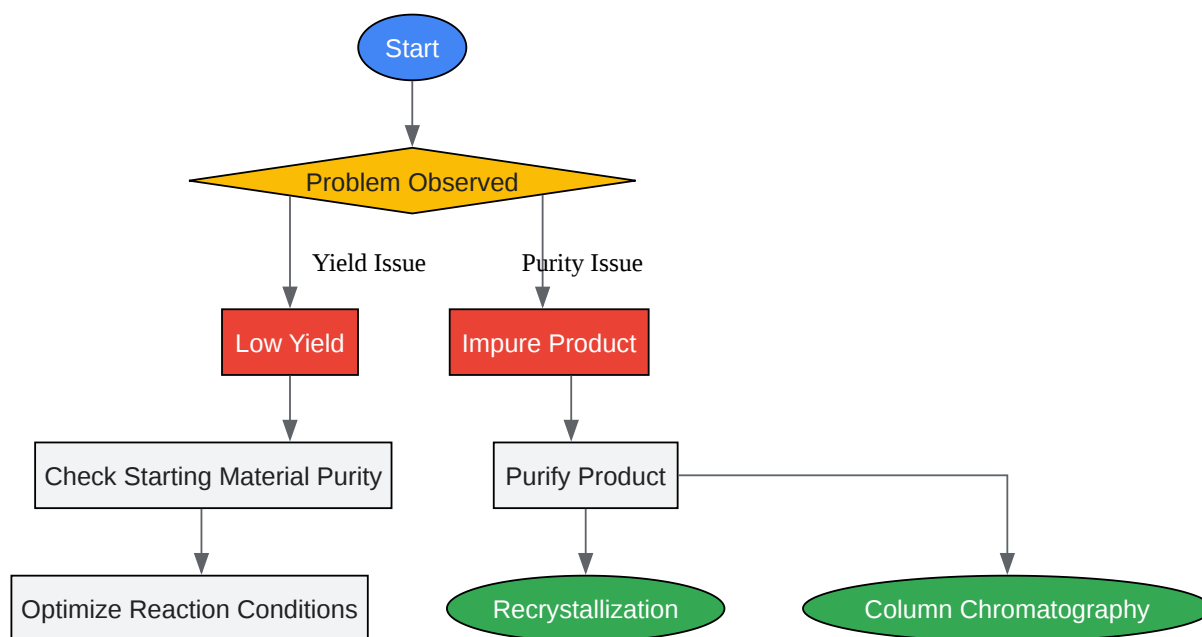 Start
Problem Observed
Yield Issue
Purity Issue
Low Yield
Impure Product
Check Starting Material Purity
Purify Product
Optimize Reaction Conditions
Recrystallization
Column Chromatography